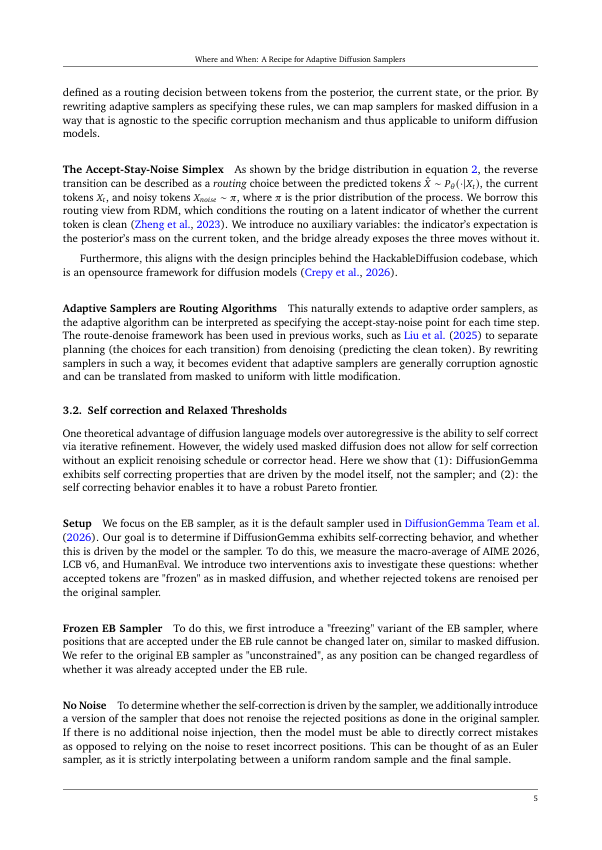 Where and When: A Recipe for Adaptive Diffusion Samplers
defined as a routing decision between tokens from the posterior, the current state, or the prior. By
rewriting adaptive samplers as specifying these rules, we can map samplers for masked diffusion in a
way that is agnostic to the specific corruption mechanism and thus applicable to uniform diffusion
models.
The Accept-Stay-Noise Simplex As shown by the bridge distribution in equation 2, the reverse
transition can be described as a routing choice between the predicted tokens X̂ ∼ P_θ(·|X_t), the current
tokens X_t, and noisy tokens X_noise ∼ π, where π is the prior distribution of the process. We borrow this
routing view from RDM, which conditions the routing on a latent indicator of whether the current
token is clean (Zheng et al., 2023). We introduce no auxiliary variables: the indicator's expectation is
the posterior's mass on the current token, and the bridge already exposes the three moves without it.
Furthermore, this aligns with the design principles behind the HackableDiffusion codebase, which
is an opensource framework for diffusion models (Crepy et al., 2026).
Adaptive Samplers are Routing Algorithms This naturally extends to adaptive order samplers, as
the adaptive algorithm can be interpreted as specifying the accept-stay-noise point for each time step.
The route-denoise framework has been used in previous works, such as Liu et al. (2025) to separate
planning (the choices for each transition) from denoising (predicting the clean token). By rewriting
samplers in such a way, it becomes evident that adaptive samplers are generally corruption agnostic
and can be translated from masked to uniform with little modification.
3.2. Self correction and Relaxed Thresholds
One theoretical advantage of diffusion language models over autoregressive is the ability to self correct
via iterative refinement. However, the widely used masked diffusion does not allow for self correction
without an explicit renoising schedule or corrector head. Here we show that (1): DiffusionGemma
exhibits self correcting properties that are driven by the model itself, not the sampler; and (2): the
self correcting behavior enables it to have a robust Pareto frontier.
Setup We focus on the EB sampler, as it is the default sampler used in DiffusionGemma Team et al.
(2026). Our goal is to determine if DiffusionGemma exhibits self-correcting behavior, and whether
this is driven by the model or the sampler. To do this, we measure the macro-average of AIME 2026,
LCB v6, and HumanEval. We introduce two interventions axis to investigate these questions: whether
accepted tokens are "frozen" as in masked diffusion, and whether rejected tokens are renoised per
the original sampler.
Frozen EB Sampler To do this, we first introduce a "freezing" variant of the EB sampler, where
positions that are accepted under the EB rule cannot be changed later on, similar to masked diffusion.
We refer to the original EB sampler as "unconstrained", as any position can be changed regardless of
whether it was already accepted under the EB rule.
No Noise To determine whether the self-correction is driven by the sampler, we additionally introduce
a version of the sampler that does not renoise the rejected positions as done in the original sampler.
If there is no additional noise injection, then the model must be able to directly correct mistakes
as opposed to relying on the noise to reset incorrect positions. This can be thought of as an Euler
sampler, as it is strictly interpolating between a uniform random sample and the final sample.
5